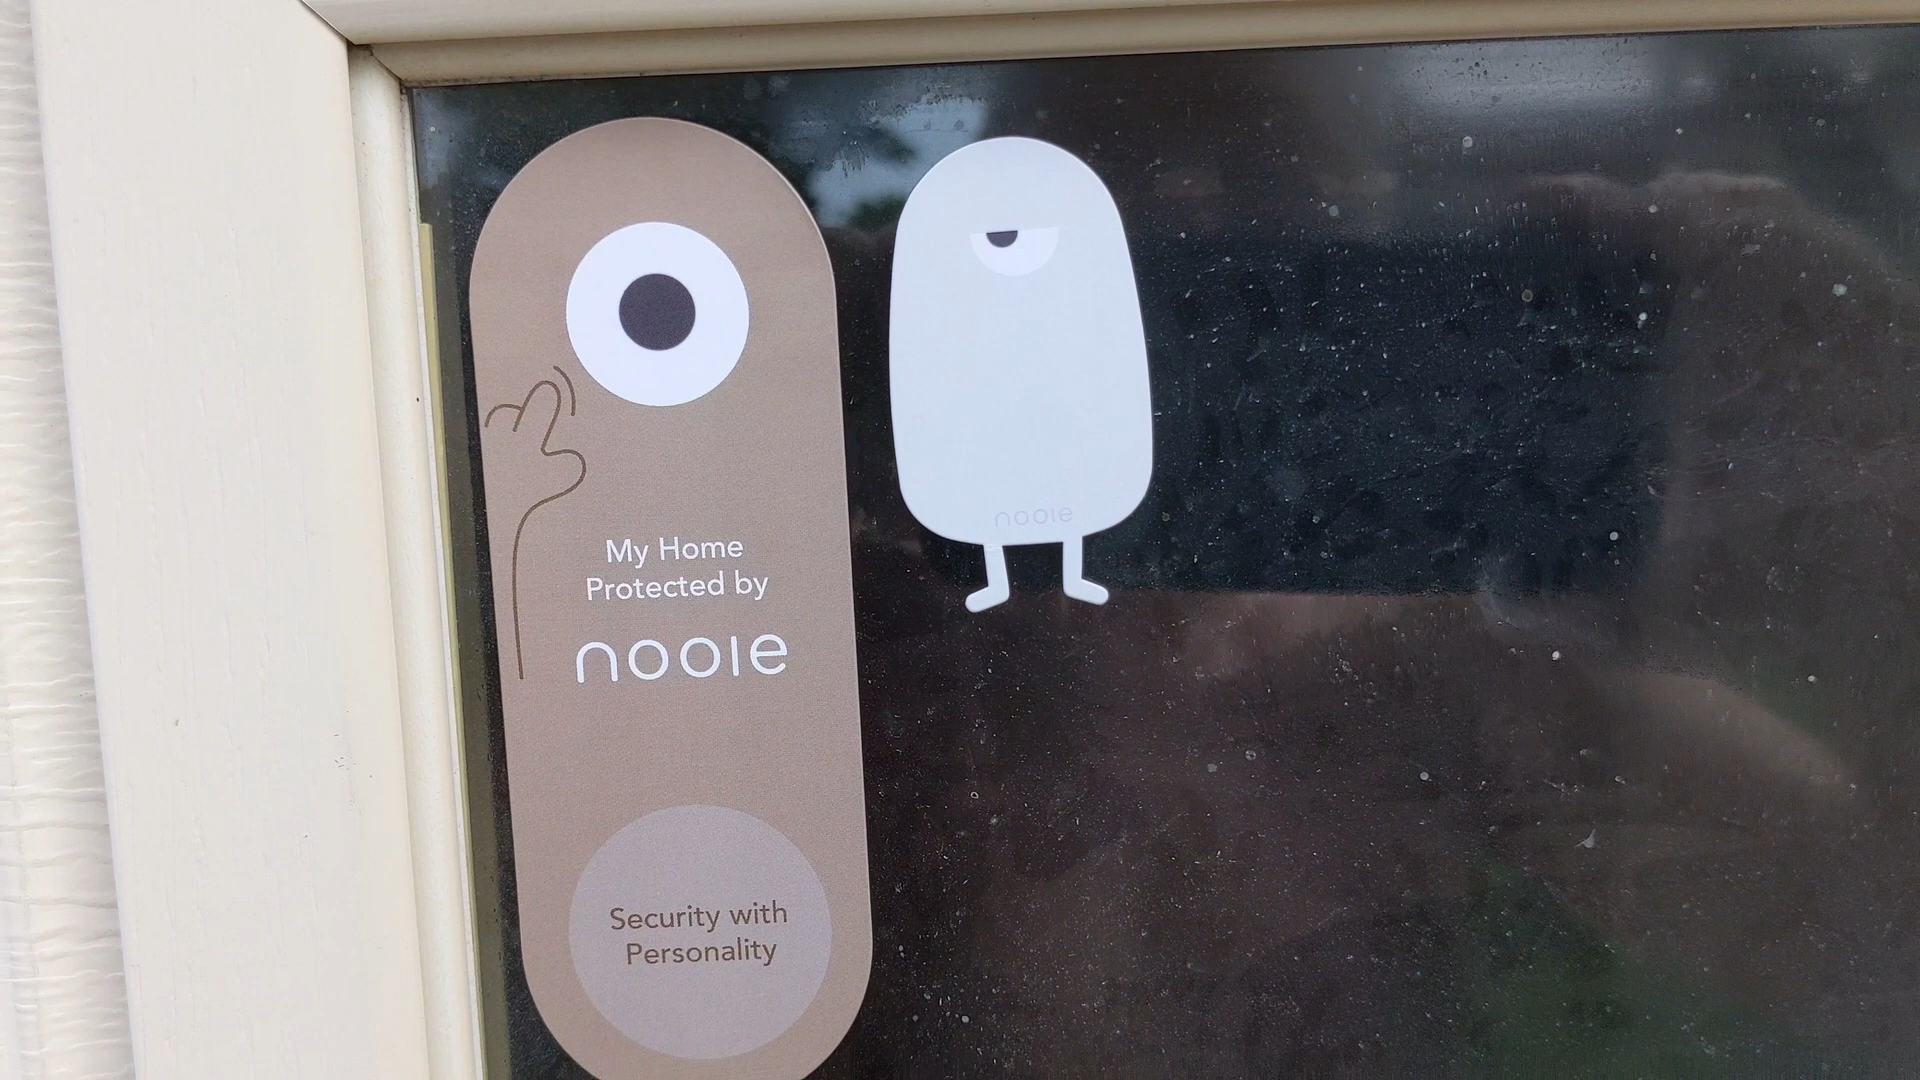 My Home
Protected by
nooie
Security with
Personality
nooie